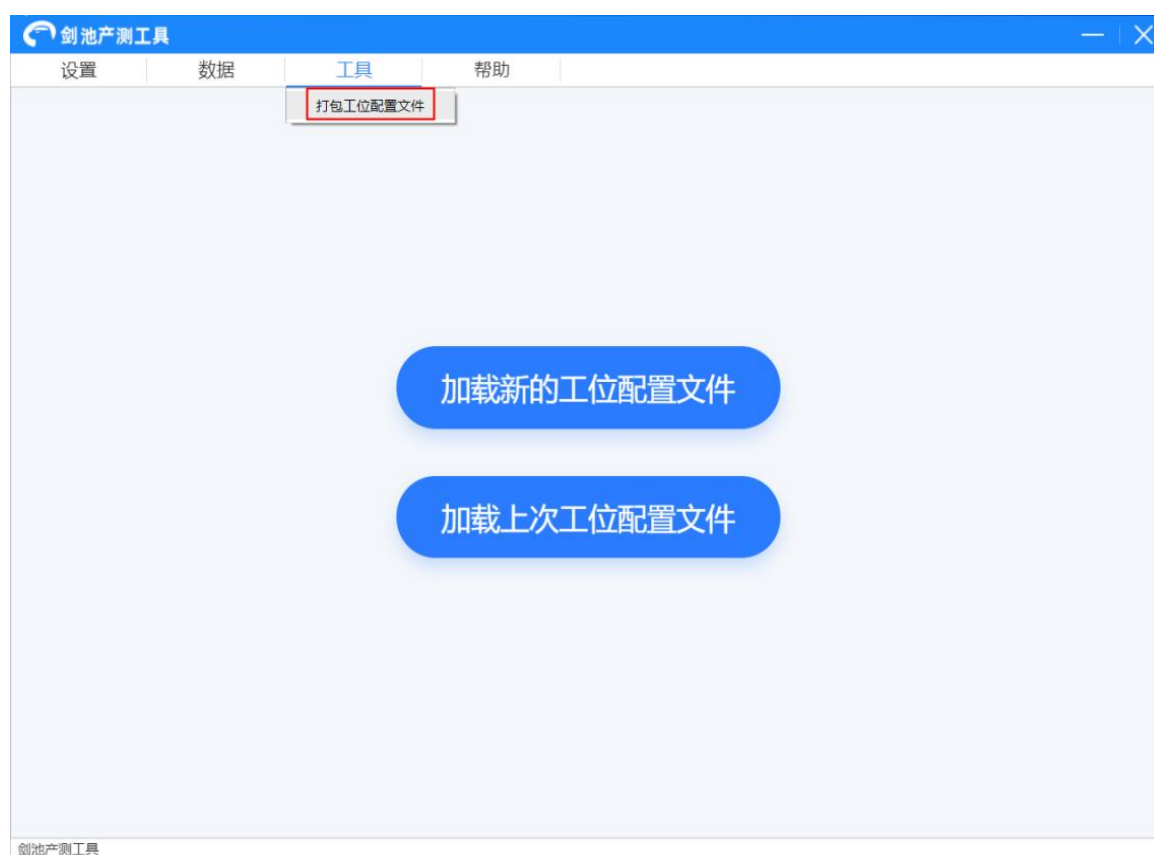 剑池产测工具
设置 数据 工具 帮助
打包工位配置文件
加载新的工位配置文件
加载上次工位配置文件
剑池产测工具